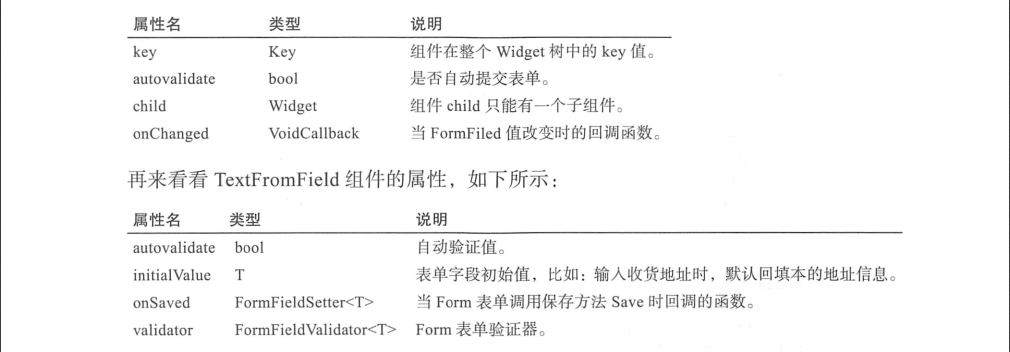 属性名 类型 说明
key Key 组件在整个 Widget 树中的 key 值。
autovalidate bool 是否自动提交表单。
child Widget 组件 child 只能有一个子组件。
onChanged VoidCallback 当 FormFiled 值改变时的回调函数。
再来看看 TextFromField 组件的属性，如下所示：
属性名 类型 说明
autovalidate bool 自动验证值。
initialValue T 表单字段初始值，比如：输入收货地址时，默认回填本的地址信息。
onSaved FormFieldSetter<T> 当 Form 表单调用保存方法 Save 时回调的函数。
validator FormFieldValidator<T> Form 表单验证器。